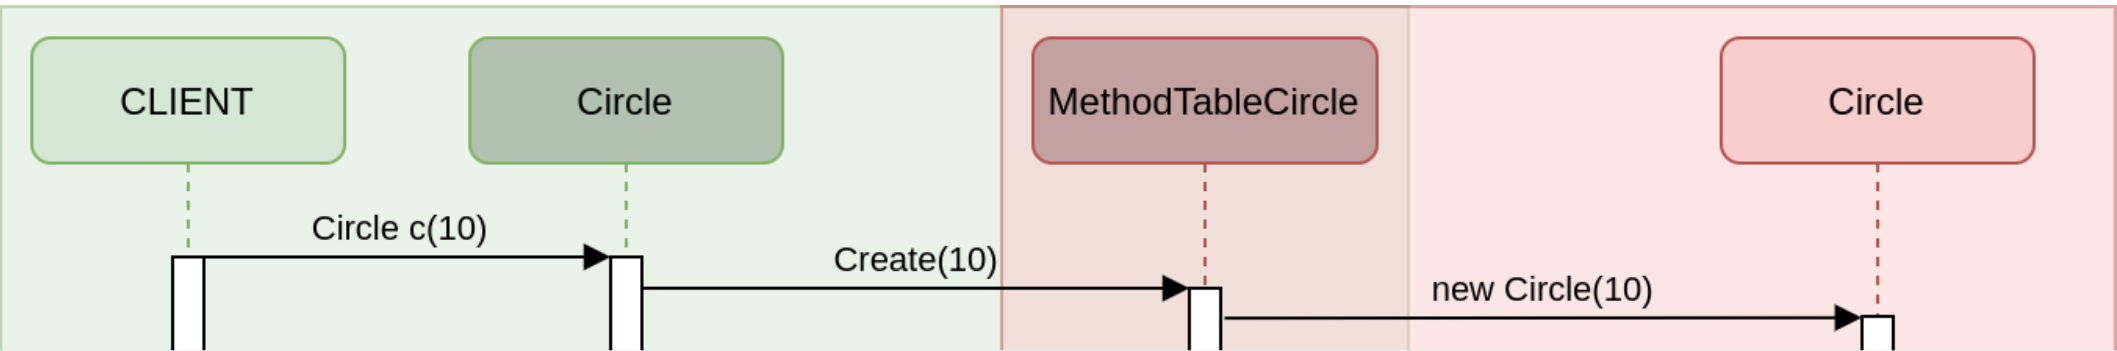 CLIENT
Circle
MethodTableCircle
Circle
Circle c(10)
Create(10)
new Circle(10)